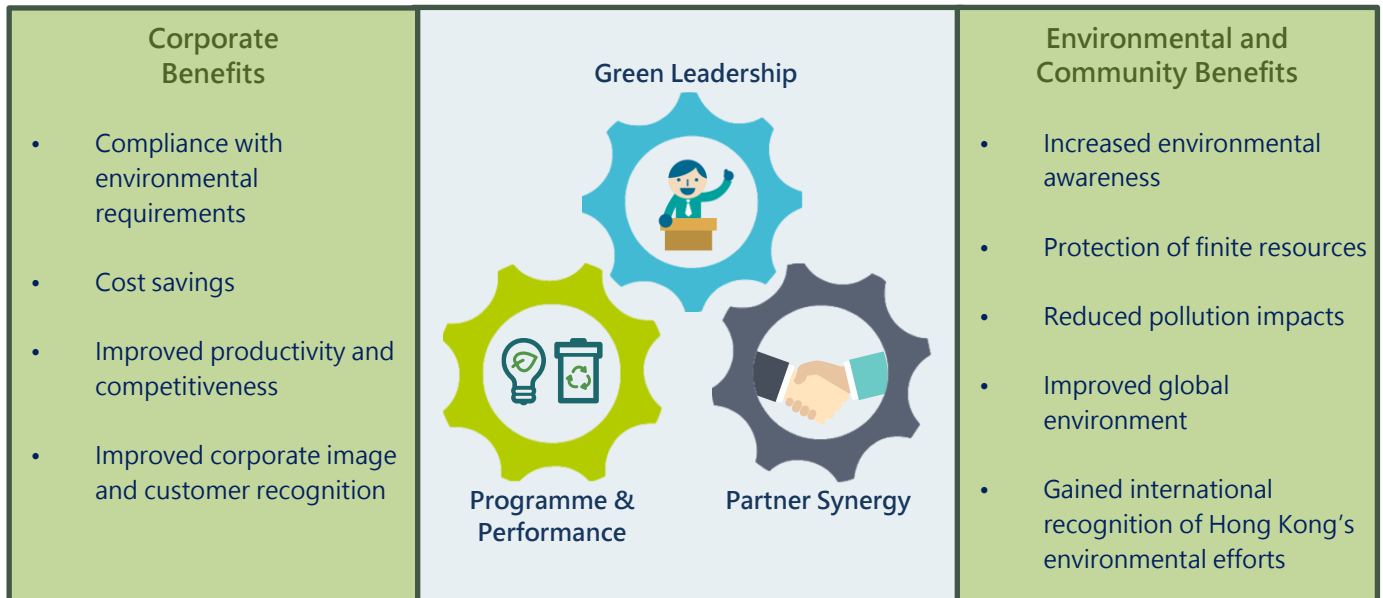 Corporate
Benefits
• Compliance with
environmental
requirements
• Cost savings
• Improved productivity and
competitiveness
• Improved corporate image
and customer recognition
Green Leadership
Programme &
Performance
Partner Synergy
Environmental and
Community Benefits
• Increased environmental
awareness
• Protection of finite resources
• Reduced pollution impacts
• Improved global
environment
• Gained international
recognition of Hong Kong’s
environmental efforts